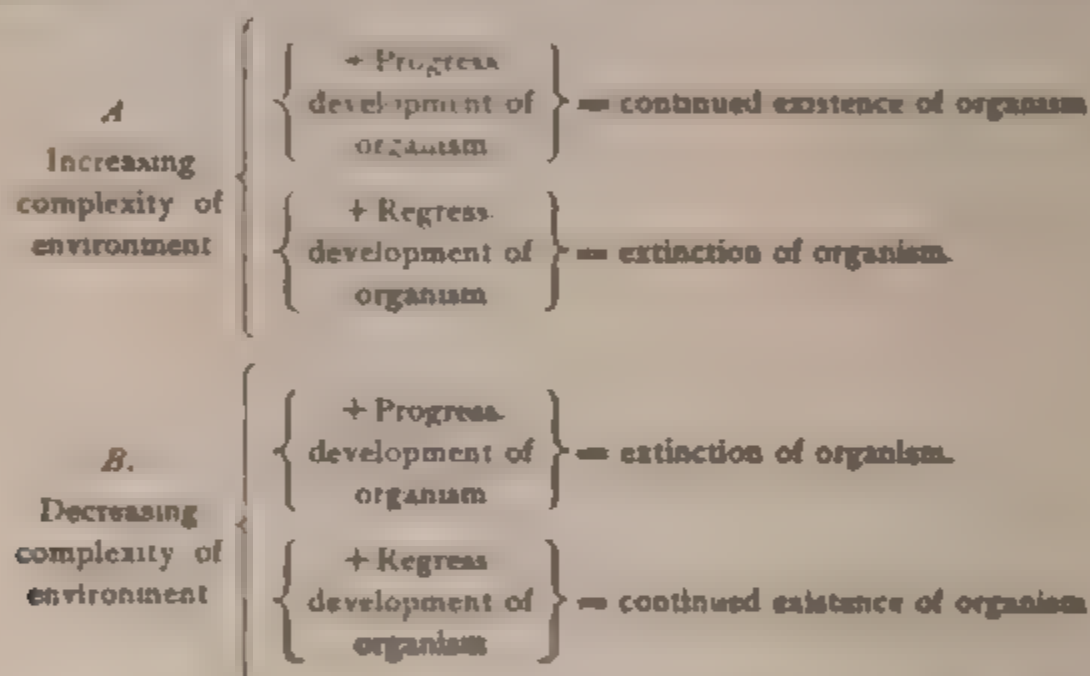 A
Increasing
complexity of
environment
+ Progress
development of
organism
= continued existence of organism
+ Regress
development of
organism
= extinction of organism.
B.
Decreasing
complexity of
environment
+ Progress
development of
organism
= extinction of organism.
+ Regress
development of
organism
= continued existence of organism